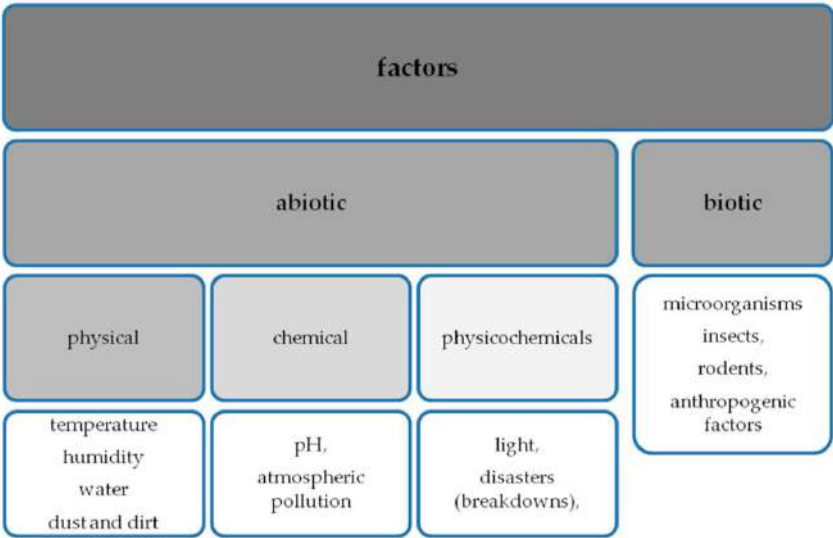 factors
abiotic
biotic
physical
chemical
physicochemicals
microorganisms
insects,
rodents,
anthropogenic
factors
temperature
humidity
water
dust and dirt
pH,
atmospheric
pollution
light,
disasters
(breakdowns),